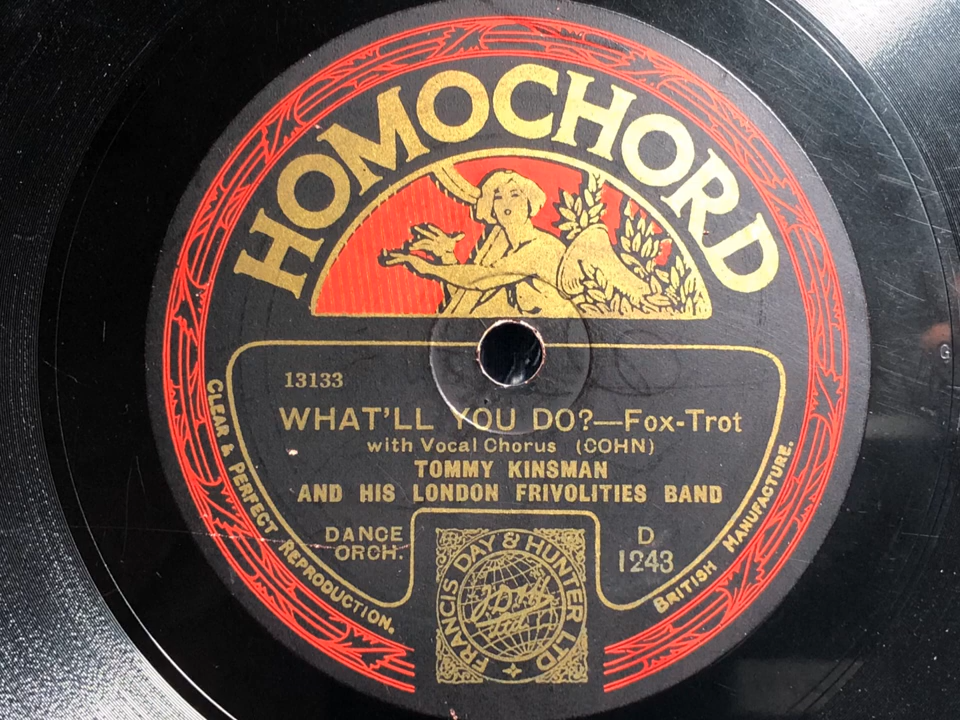 HOMOCHORD
13133
WHAT'LL YOU DO?—Fox-Trot
with Vocal Chorus (COHN)
TOMMY KINSMAN
AND HIS LONDON FRIVOLITIES BAND
DANCE
ORCH.
D
1243
CLEAR & PERFECT REPRODUCTION.
BRITISH MANUFACTURE.
FRANCIS DAY & HUNTER LTD
Ltd
G